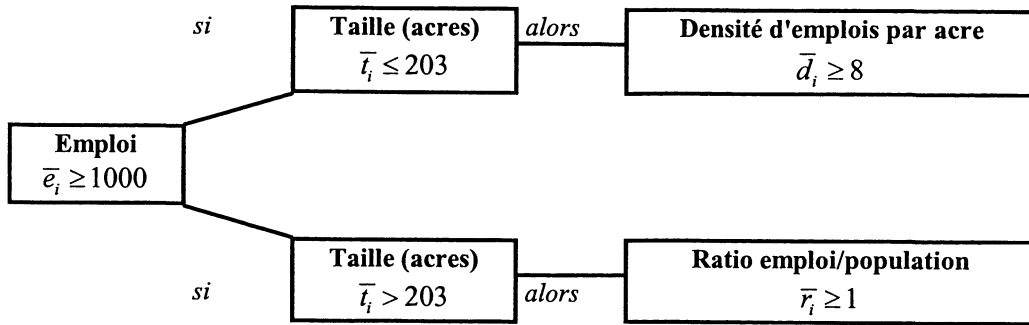 si
Taille (acres)
t̅ᵢ ≤ 203
alors
Densité d'emplois par acre
d̅ᵢ ≥ 8
Emploi
e̅ᵢ ≥ 1000
si
Taille (acres)
t̅ᵢ > 203
alors
Ratio emploi/population
r̅ᵢ ≥ 1